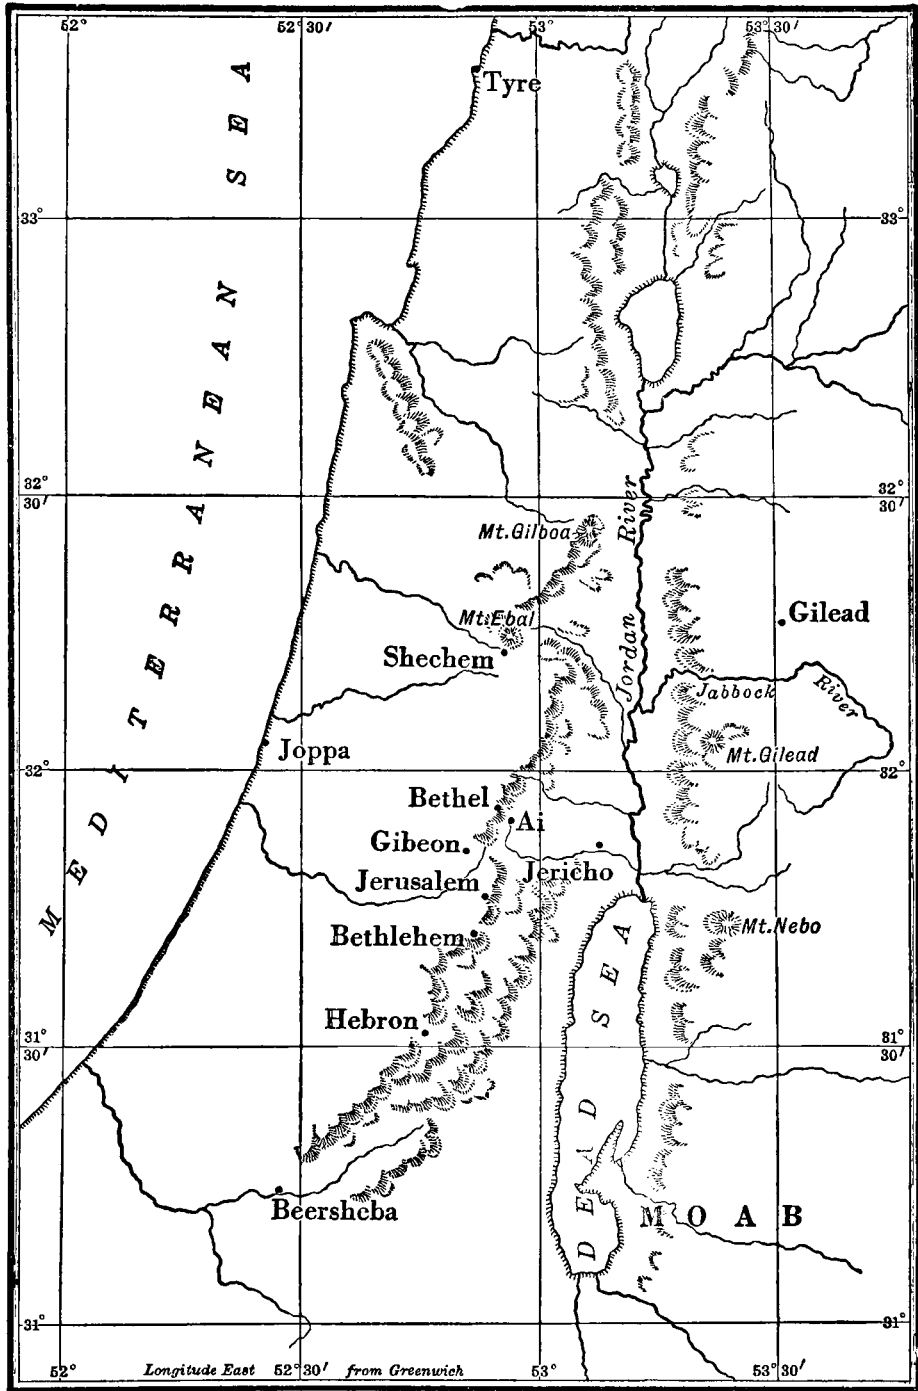 52° 52° 30′ 53° 53° 30′
Tyre
MEDITERRANEAN SEA
33° 33°
32° 30′ 32° 30′
Mt. Gilboa
Jordan River
Mt. Ebal
Gilead
Shechem
Jabbock River
Joppa
Mt. Gilead
32° 32°
Bethel
Ai
Gibeon
Jericho
Jerusalem
Bethlehem
Mt. Nebo
DEAD SEA
Hebron
31° 30′ 31° 30′
Beersheba
MOAB
31° 31°
52° Longitude East 52° 30′ from Greenwich 53° 53° 30′